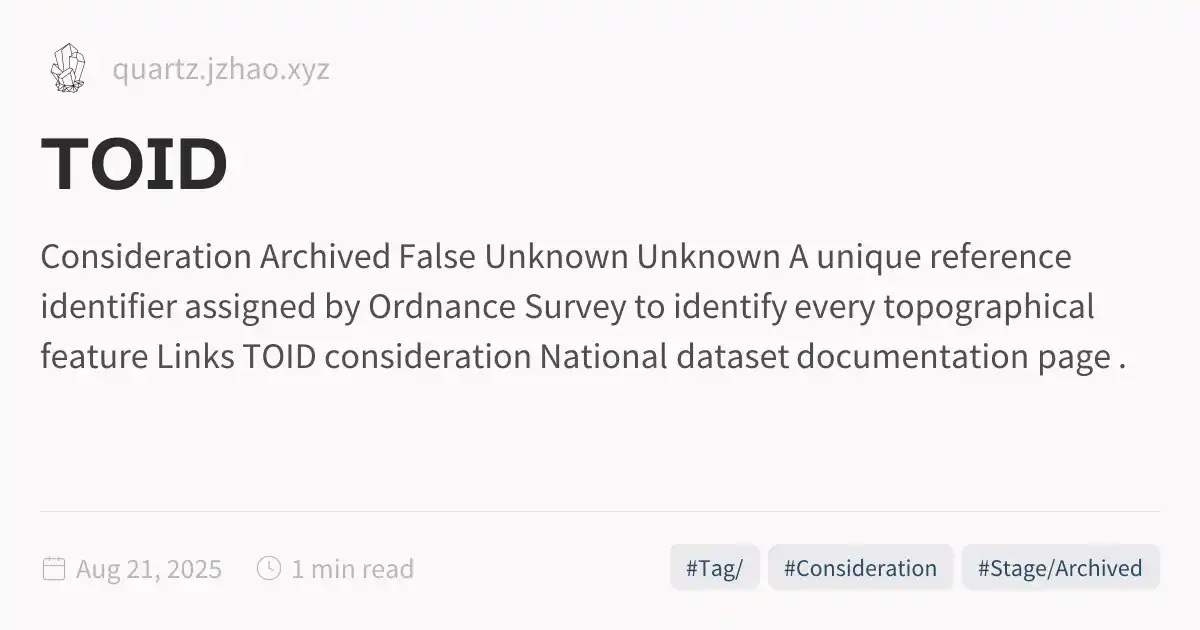 quartz.jzhao.xyz
TOID
Consideration Archived False Unknown Unknown A unique reference
identifier assigned by Ordnance Survey to identify every topographical
feature Links TOID consideration National dataset documentation page .
Aug 21, 2025 1 min read #Tag/ #Consideration #Stage/Archived